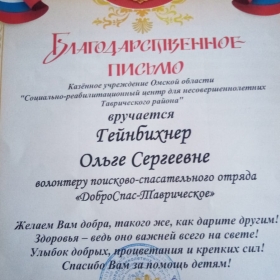 БЛАГОДАРСТВЕННОЕ
ПИСЬМО
Казённое учреждение Омской области
"Социально-реабилитационный центр для несовершеннолетних
Таврического района"
вручается
Гейнбихнер
Ольге Сергеевне
волонтеру поисково-спасательного отряда
«ДоброСпас-Таврическое»
Желаем Вам добра, такого же, как дарите другим!
Здоровья – ведь оно важней всего на свете!
Улыбок добрых, процветания и крепких сил!
Спасибо Вам за помощь детям!